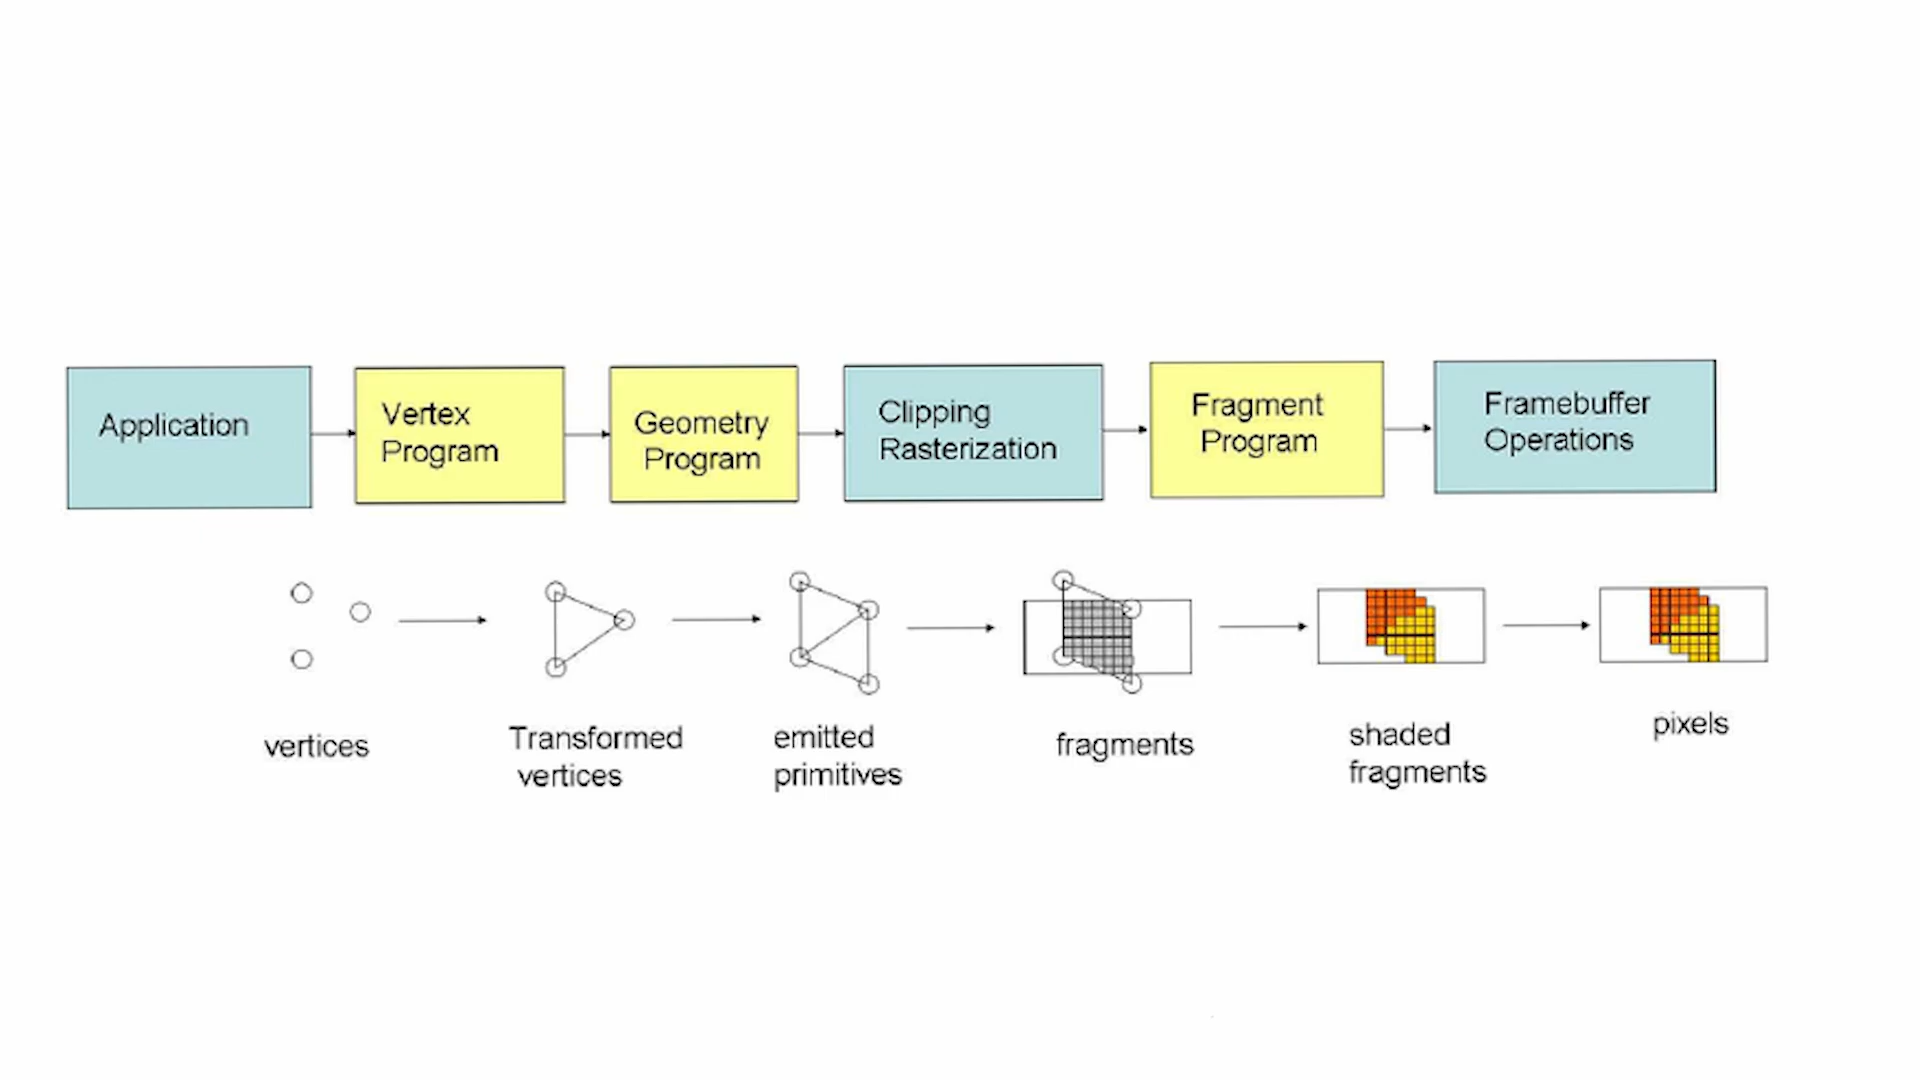 Application
Vertex
Program
Geometry
Program
Clipping
Rasterization
Fragment
Program
Framebuffer
Operations
vertices
Transformed
vertices
emitted
primitives
fragments
shaded
fragments
pixels